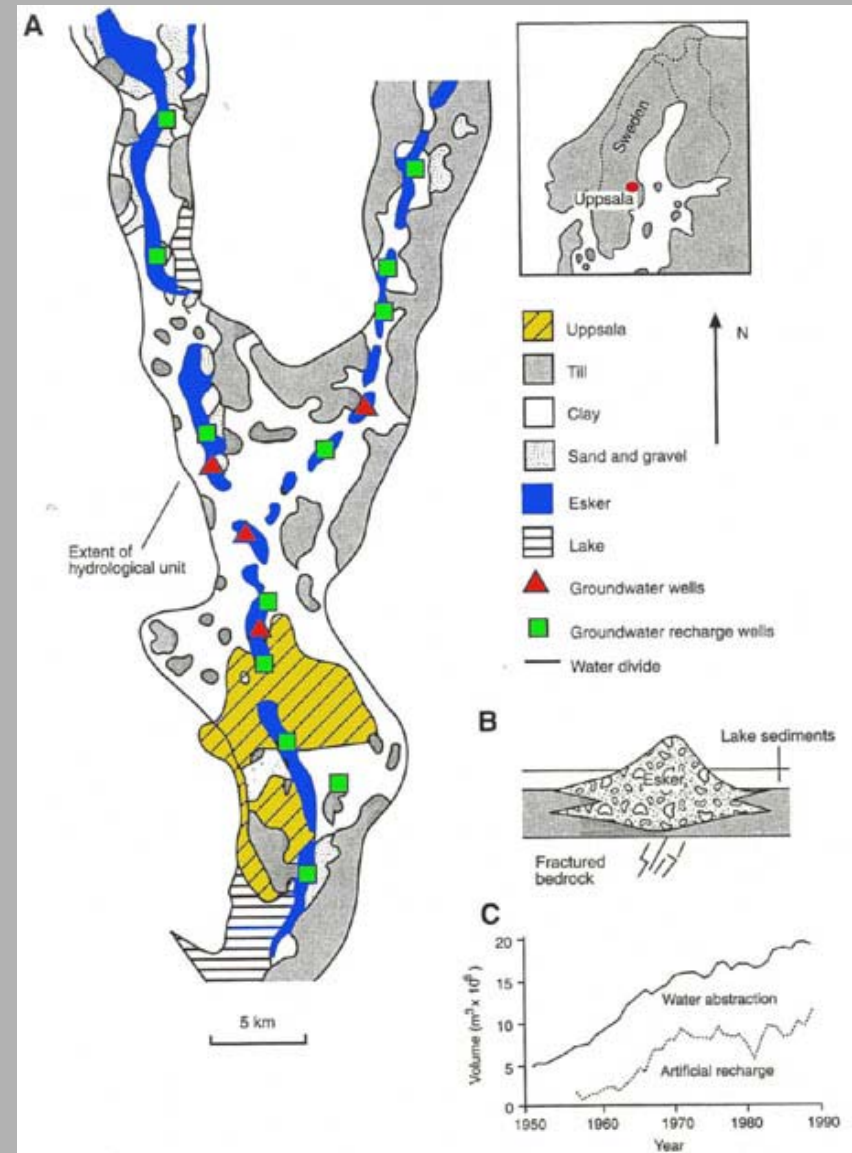 A
Sweden
Uppsala
N
Uppsala
Till
Clay
Sand and gravel
Esker
Lake
Groundwater wells
Groundwater recharge wells
Water divide
Extent of
hydrological unit
5 km
B
Lake sediments
Esker
Fractured
bedrock
C
Volume (m³ x 10⁶)
20
15
10
5
0
Water abstraction
Artificial recharge
1950
1960
1970
1980
1990
Year